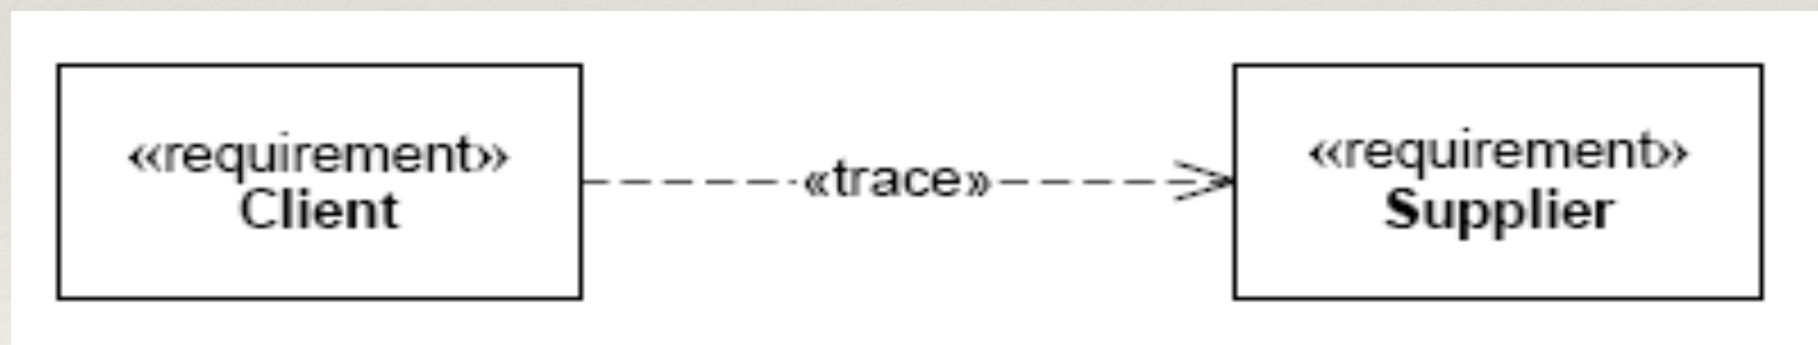 «requirement»
Client
«trace»
«requirement»
Supplier